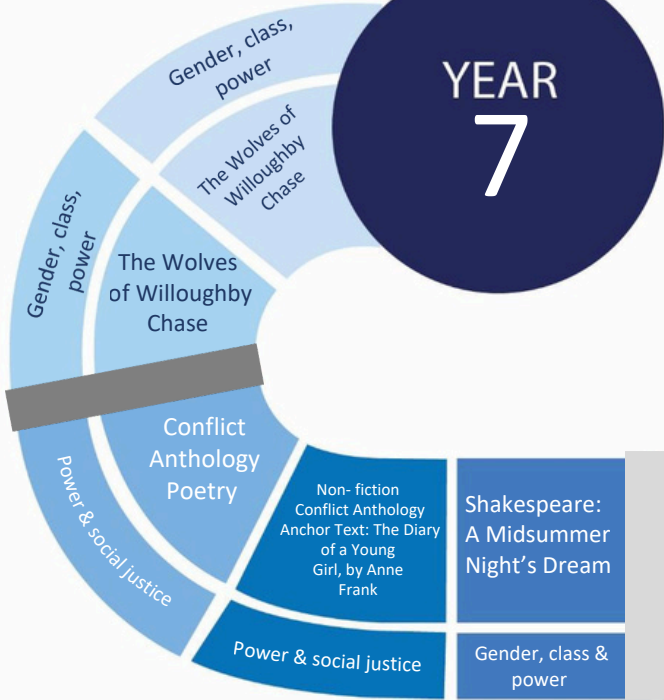 YEAR
7
Gender, class,
power
The Wolves of
Willoughby
Chase
Gender, class,
power
The Wolves
of Willoughby
Chase
Conflict
Anthology
Poetry
Power & social justice
Non- fiction
Conflict Anthology
Anchor Text: The Diary
of a Young
Girl, by Anne
Frank
Power & social justice
Shakespeare:
A Midsummer
Night’s Dream
Gender, class &
power